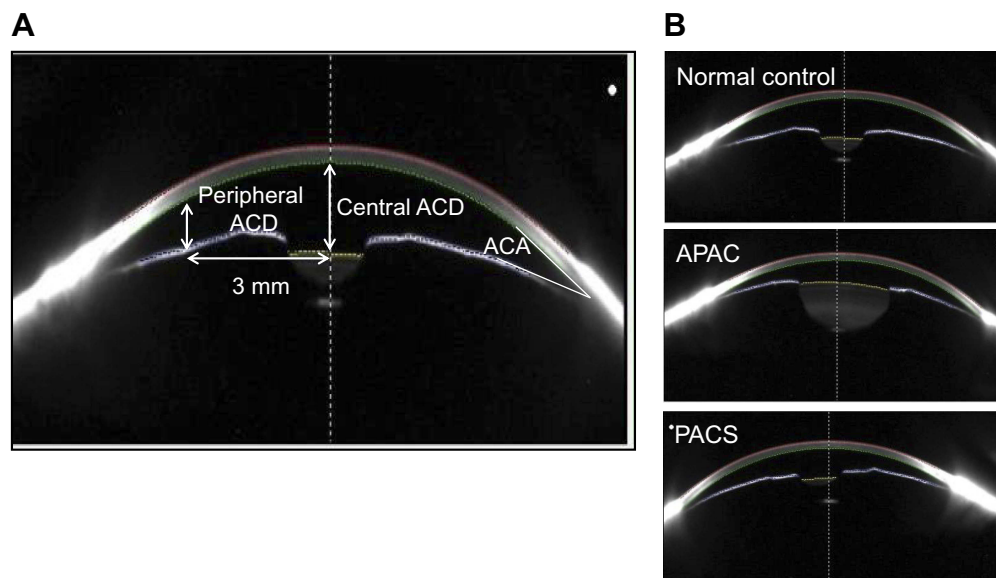 A
Peripheral
ACD
Central ACD
ACA
3 mm
B
Normal control
APAC
PACS